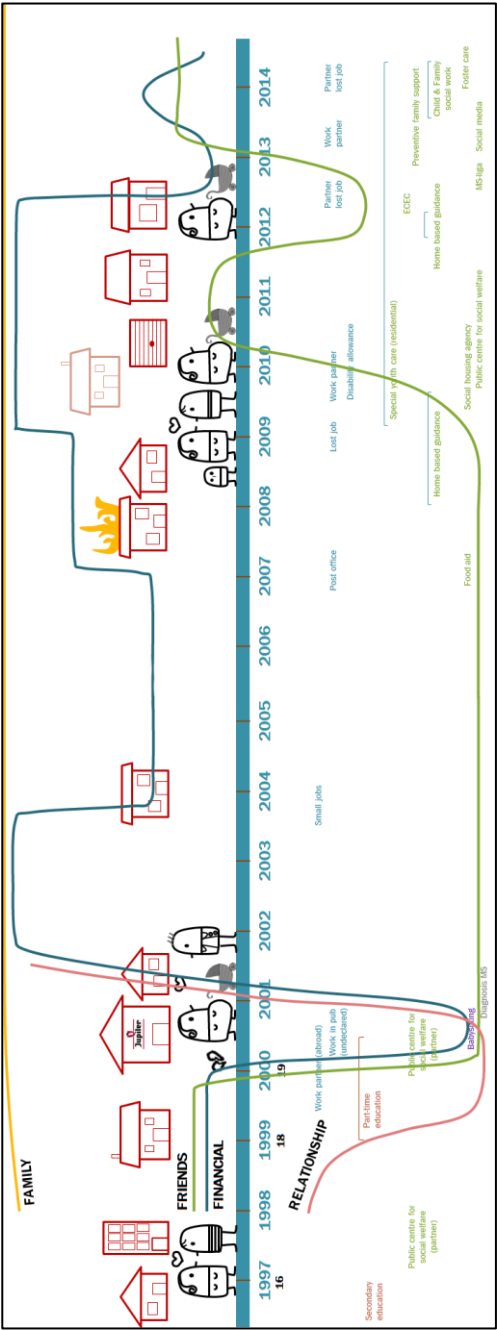 FAMILY
FRIENDS
FINANCIAL
RELATIONSHIP
Jupiler
1997
1998
1999
2000
2001
2002
2003
2004
2005
2006
2007
2008
2009
2010
2011
2012
2013
2014
16
18
19
Work partner (abroad)
Work in pub
(undeclared)
Small jobs
Post office
Lost job
Work partner
Disability allowance
Partner
lost job
Work
partner
Partner
lost job
Secondary
education
Part-time
education
Public centre for
social welfare
(partner)
Public centre for
social welfare
(partner)
Special youth care (residential)
ECEC
Preventive family support
Home based guidance
Home based guidance
Child & Family
social work
Babysitting
Diagnosis MS
Food aid
Social housing agency
Public centre of social welfare
MS-liga
Social media
Foster care